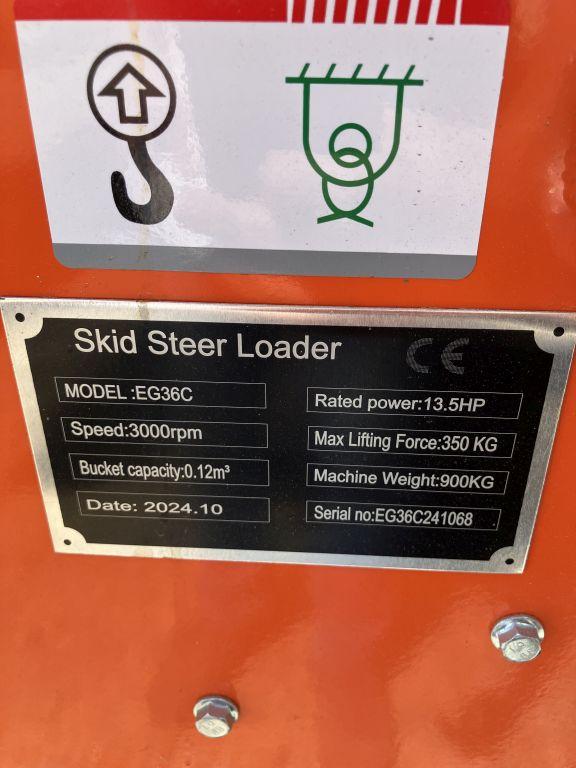 Skid Steer Loader CE
MODEL :EG36C
Speed:3000rpm
Bucket capacity:0.12m³
Date: 2024.10
Rated power:13.5HP
Max Lifting Force:350 KG
Machine Weight:900KG
Serial no:EG36C241068